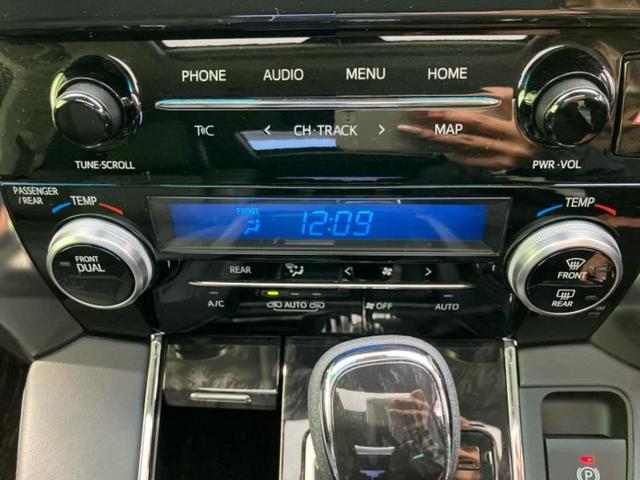 PHONE AUDIO MENU HOME
T@C < CH·TRACK > MAP
TUNE·SCROLL PWR·VOL
PASSENGER / REAR TEMP TEMP
FRONT 12:09
FRONT DUAL REAR < > FRONT
A/C AUTO OFF AUTO REAR
P